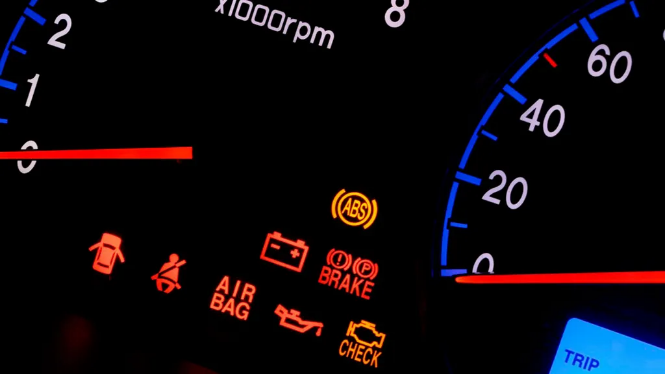 x1000rpm
8
2
1
0
60
40
20
0
ABS
! P
BRAKE
AIR
BAG
CHECK
TRIP